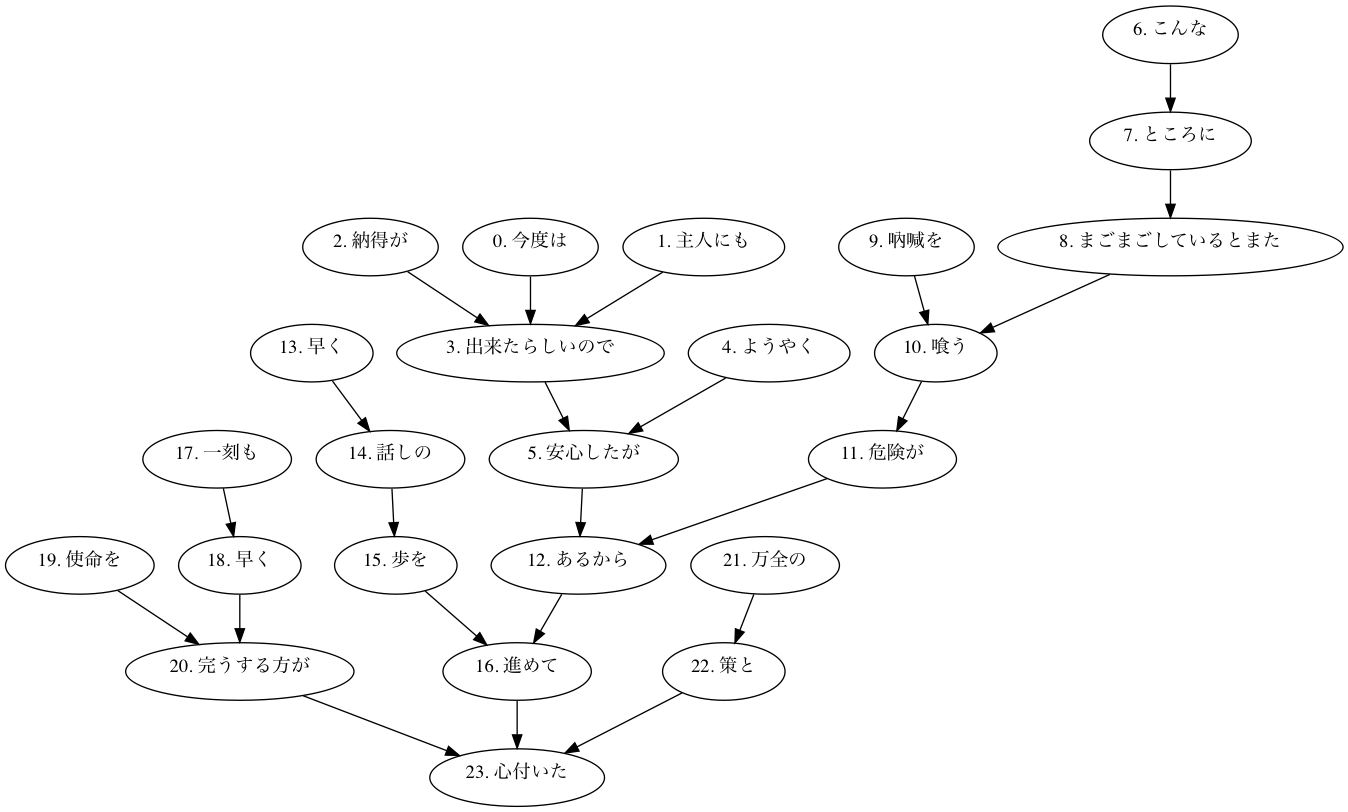 6. こんな
7. ところに
2. 納得が
0. 今度は
1. 主人にも
9. 吶喊を
8. まごまごしているとまた
13. 早く
3. 出来たらしいので
4. ようやく
10. 喰う
17. 一刻も
14. 話しの
5. 安心したが
11. 危険が
19. 使命を
18. 早く
15. 歩を
12. あるから
21. 万全の
20. 完うする方が
16. 進めて
22. 策と
23. 心付いた